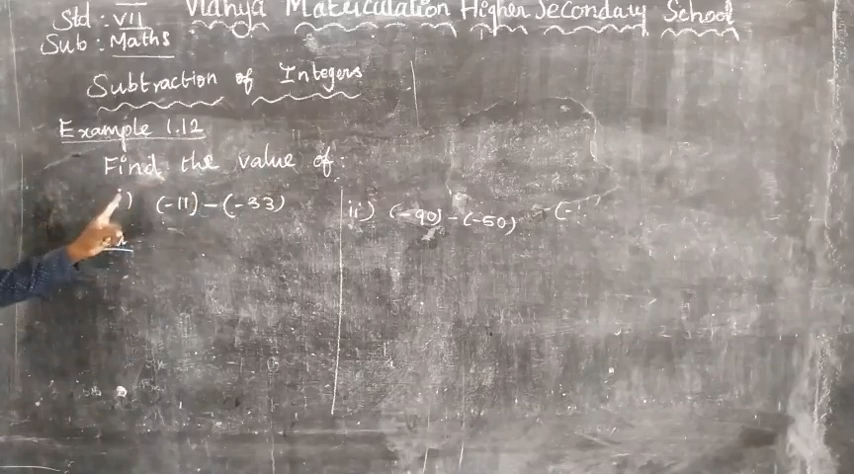 Std : VII Vidhya Matriculation Higher Secondary School
Sub : Maths
Subtraction of Integers
Example 1.12
Find the value of :
i) (-11) - (-33)
ii) (-90) - (-50)